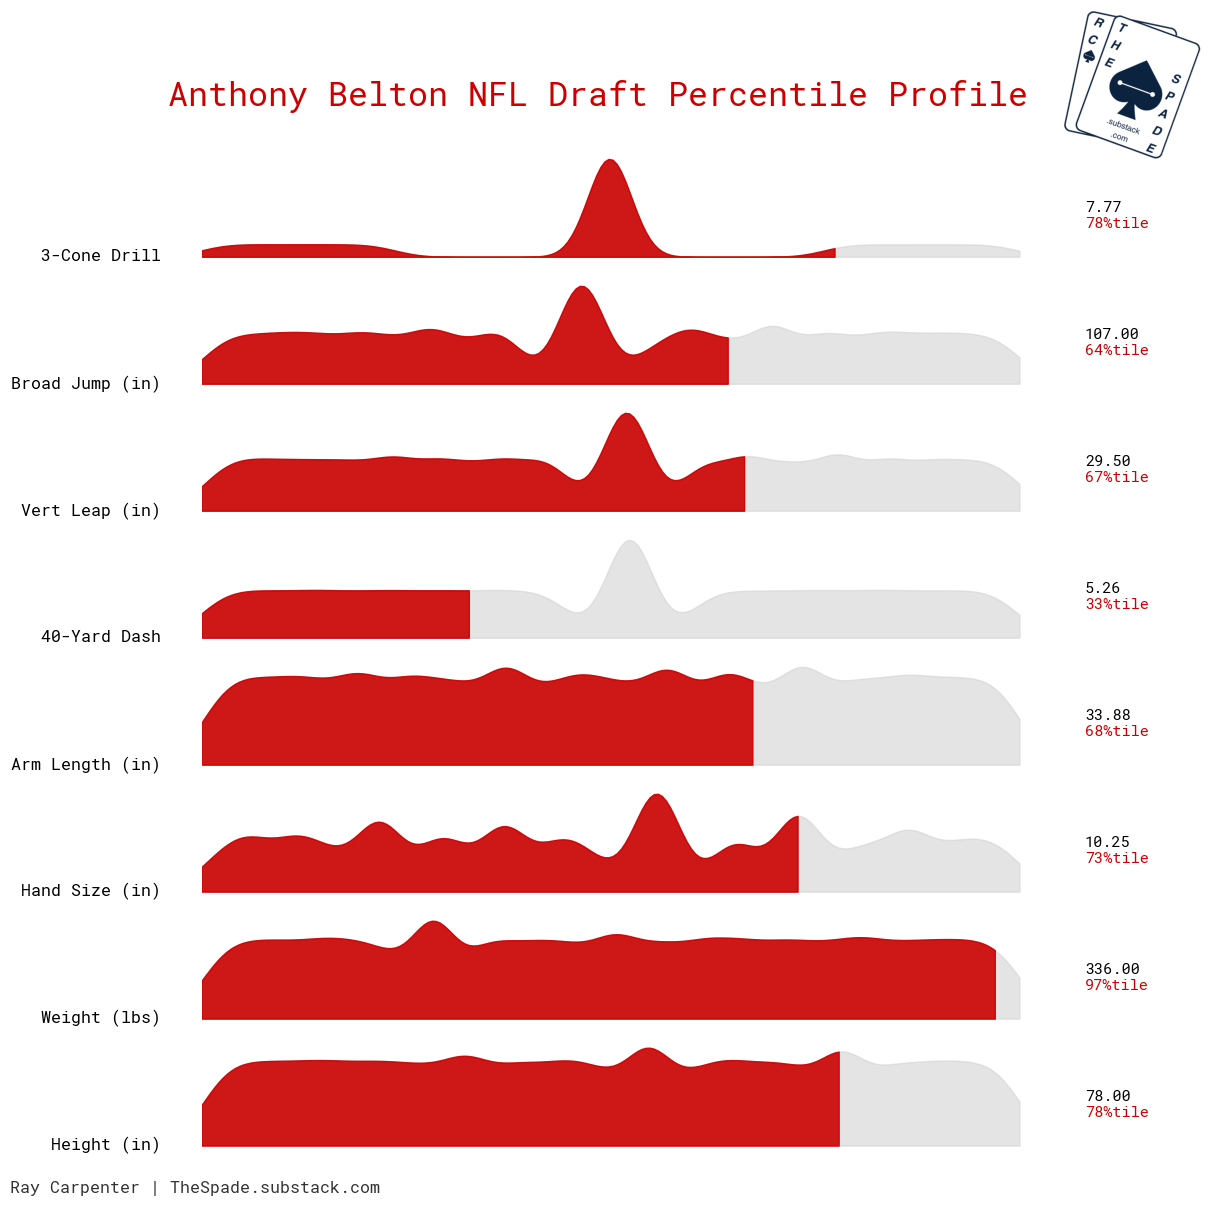 R
C
T
H
E
S
P
A
D
E
.substack
.com
Anthony Belton NFL Draft Percentile Profile
3-Cone Drill
7.77
78%tile
Broad Jump (in)
107.00
64%tile
Vert Leap (in)
29.50
67%tile
40-Yard Dash
5.26
33%tile
Arm Length (in)
33.88
68%tile
Hand Size (in)
10.25
73%tile
Weight (lbs)
336.00
97%tile
Height (in)
78.00
78%tile
Ray Carpenter | TheSpade.substack.com